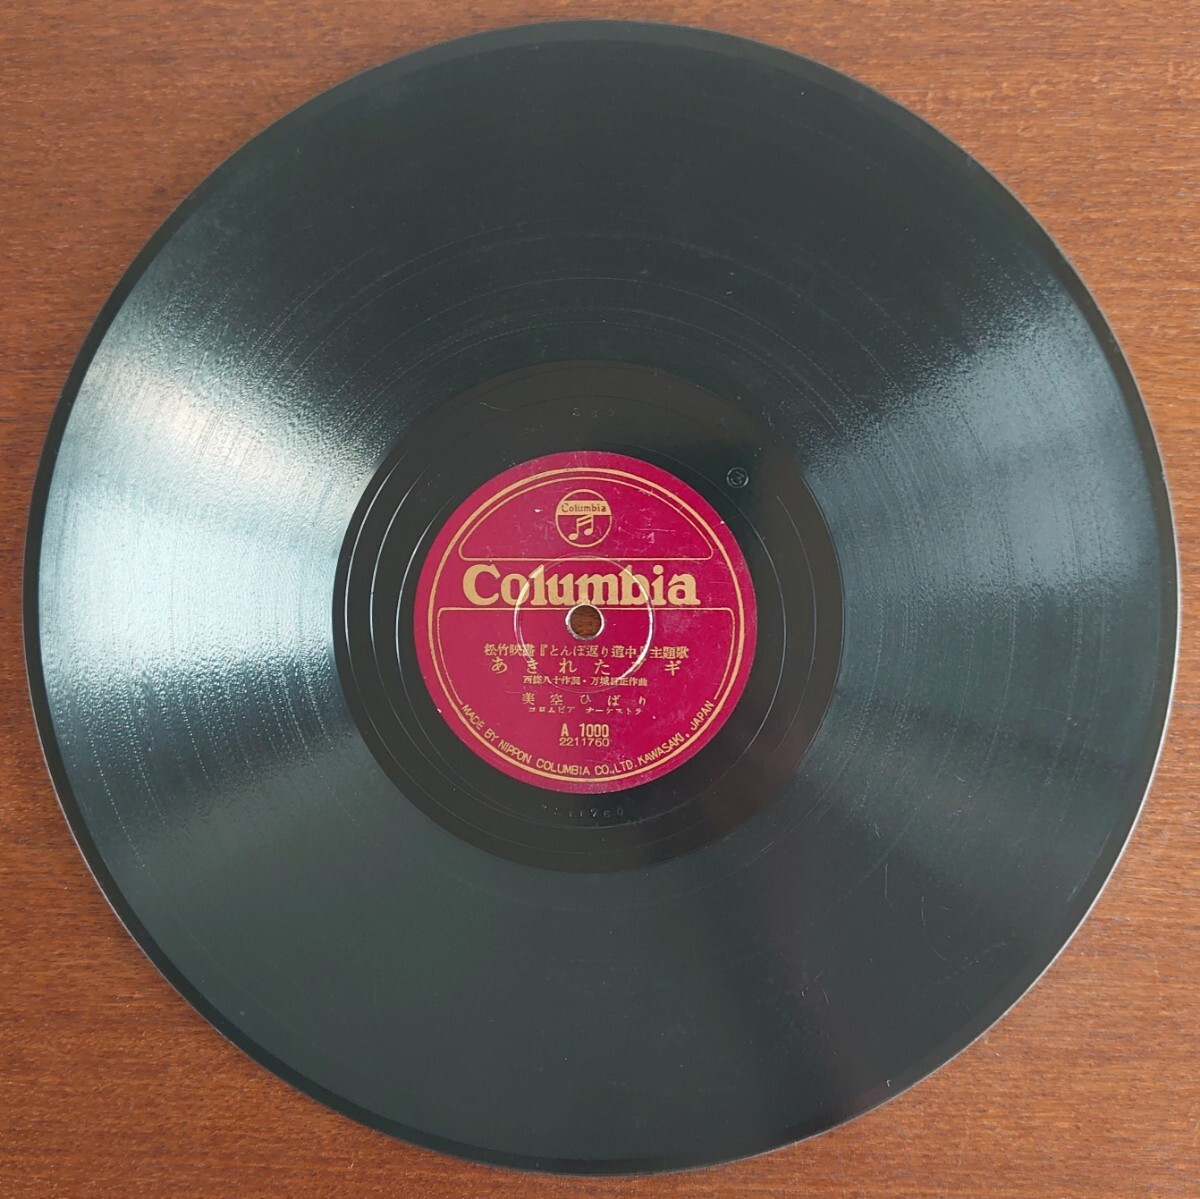 Columbia
Columbia
松竹映畫『とんぼ返り道中』主題歌
あきれたブギ
西條八十作詞・万城目正作曲
美空ひばり
コロムビア オーケストラ
A 1000
2211760
MADE BY NIPPON COLUMBIA CO., LTD. KAWASAKI, JAPAN
G